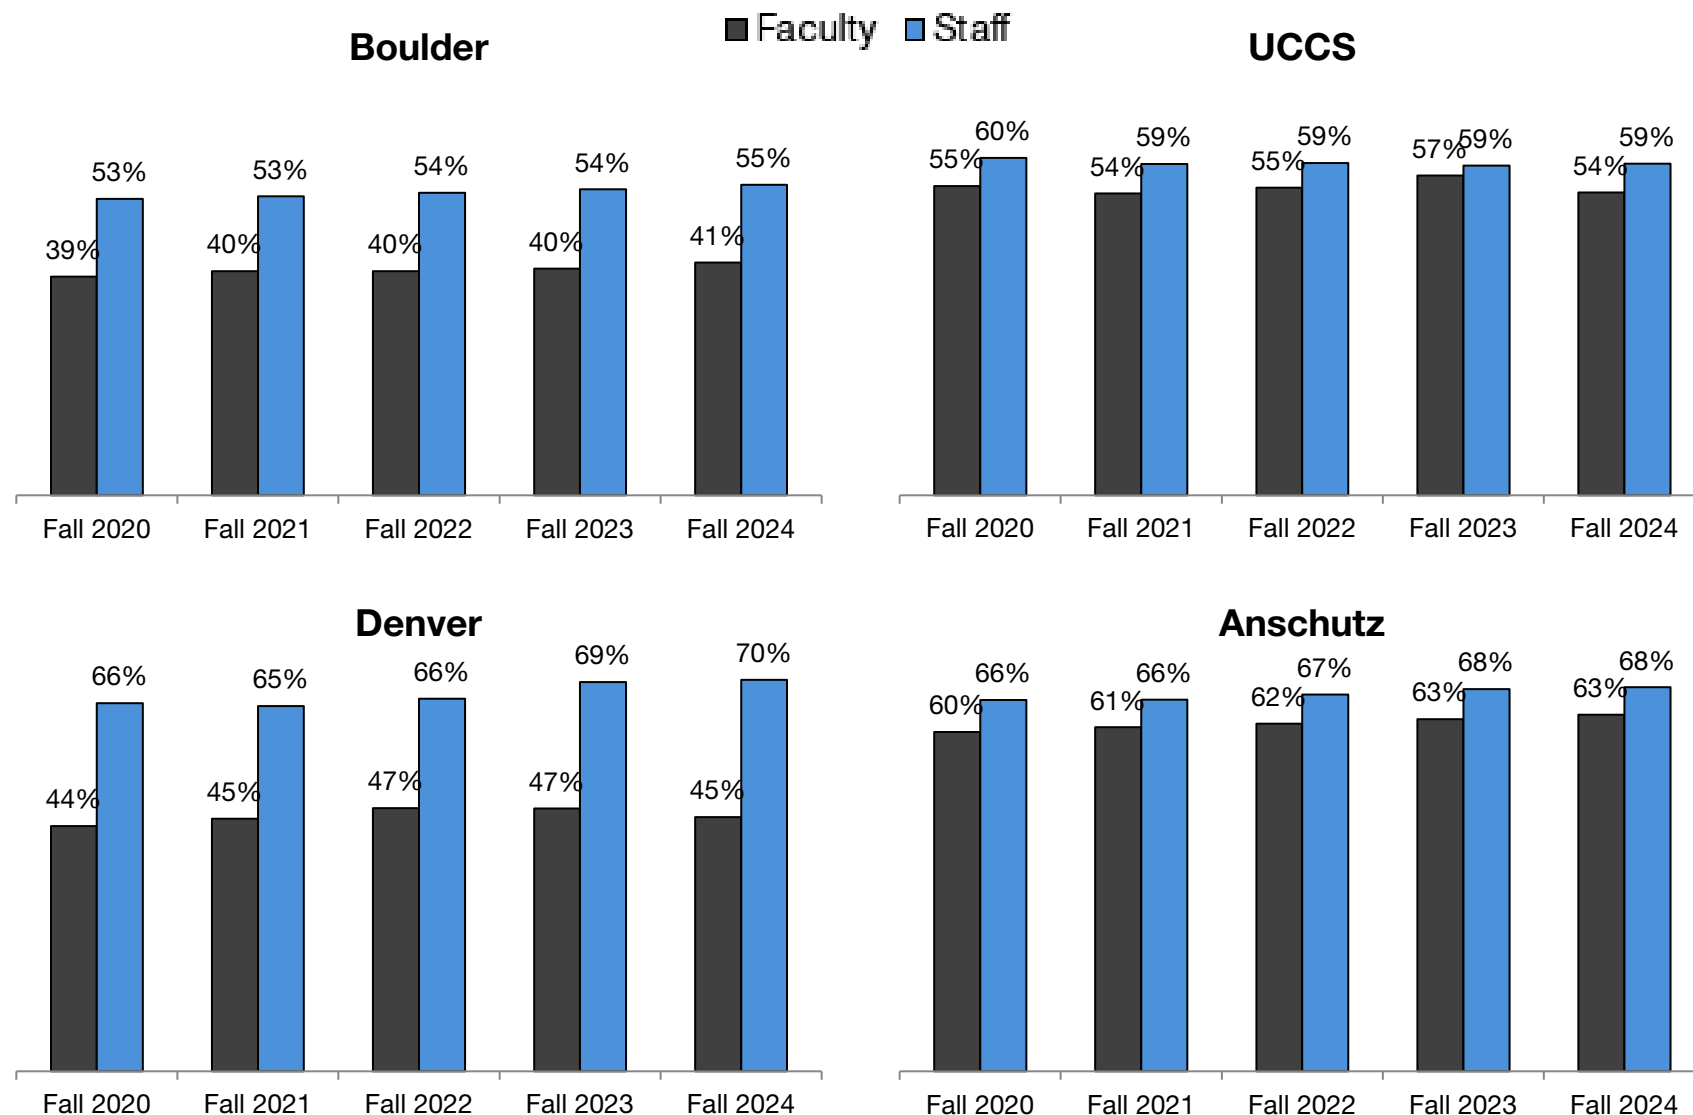 Faculty Staff
Boulder
53% 53% 54% 54% 55%
39% 40% 40% 40% 41%
Fall 2020 Fall 2021 Fall 2022 Fall 2023 Fall 2024
UCCS
60% 59% 59% 59% 59%
55% 54% 55% 57% 54%
Fall 2020 Fall 2021 Fall 2022 Fall 2023 Fall 2024
Denver
66% 65% 66% 69% 70%
44% 45% 47% 47% 45%
Fall 2020 Fall 2021 Fall 2022 Fall 2023 Fall 2024
Anschutz
66% 66% 67% 68% 68%
60% 61% 62% 63% 63%
Fall 2020 Fall 2021 Fall 2022 Fall 2023 Fall 2024